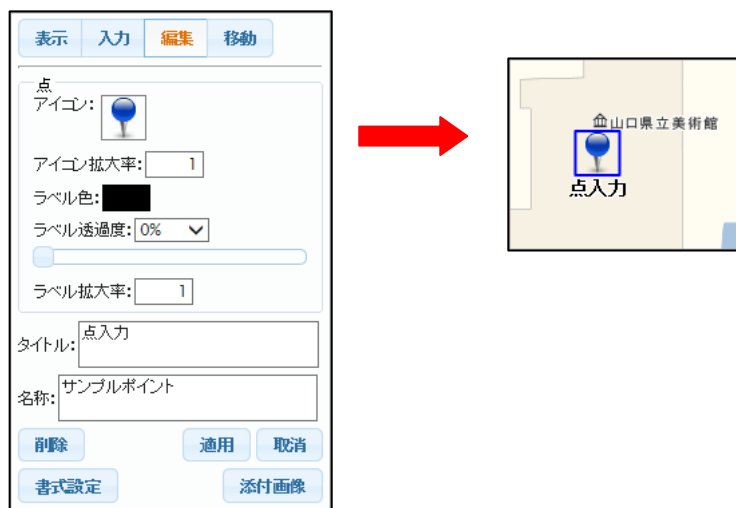 表示 入力 編集 移動
点
アイコン:
アイコン拡大率: 1
ラベル色:
ラベル透過度: 0%
ラベル拡大率: 1
タイトル: 点入力
名称: サンプルポイント
削除 適用 取消
書式設定 添付画像
山口県立美術館
点入力